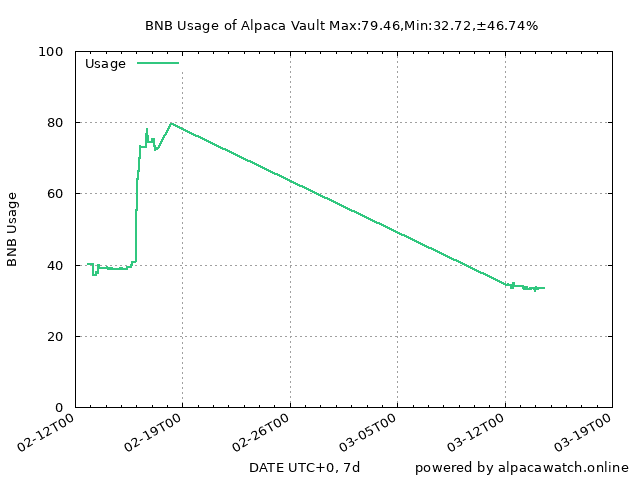 BNB Usage of Alpaca Vault Max:79.46,Min:32.72,±46.74%
Usage
100
80
60
40
20
0
BNB Usage
02-12T00
02-19T00
02-26T00
03-05T00
03-12T00
03-19T00
DATE UTC+0, 7d
powered by alpacawatch.online